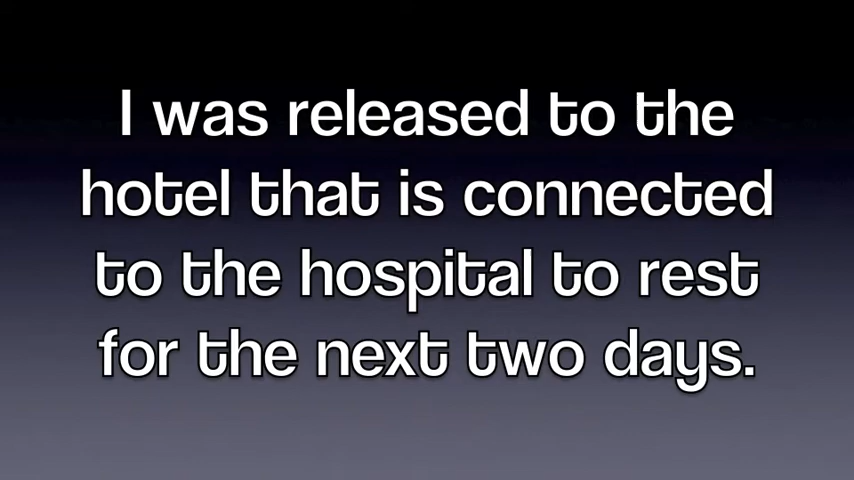 I was released to the
hotel that is connected
to the hospital to rest
for the next two days.